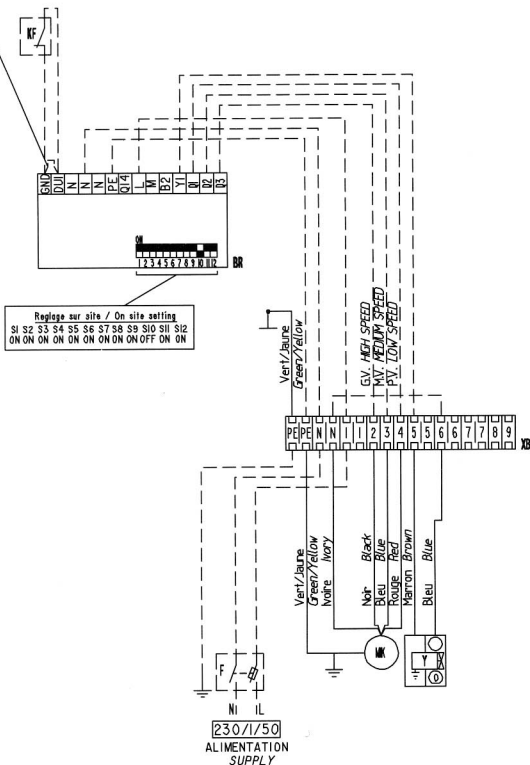 KF
GND DU1 N N N PE Q14 L M B2 Y1 Q1 Q2 Q3
ON
1 2 3 4 5 6 7 8 9 10 11 12
BR
Reglage sur site / On site setting
S1 S2 S3 S4 S5 S6 S7 S8 S9 S10 S11 S12
ON ON ON ON ON ON ON ON ON OFF ON ON
Vert/Jaune
Green/Yellow
G.V. HIGH SPEED
M.V. MEDIUM SPEED
P.V. LOW SPEED
PE PE N N 1 1 2 3 4 5 5 6 6 7 7 8 9
XB
Vert/Jaune
Green/Yellow
Ivoire Ivory
Noir Black
Bleu Blue
Rouge Red
Marron Brown
Bleu Blue
MK
Y
F
N L
230/1/50
ALIMENTATION
SUPPLY